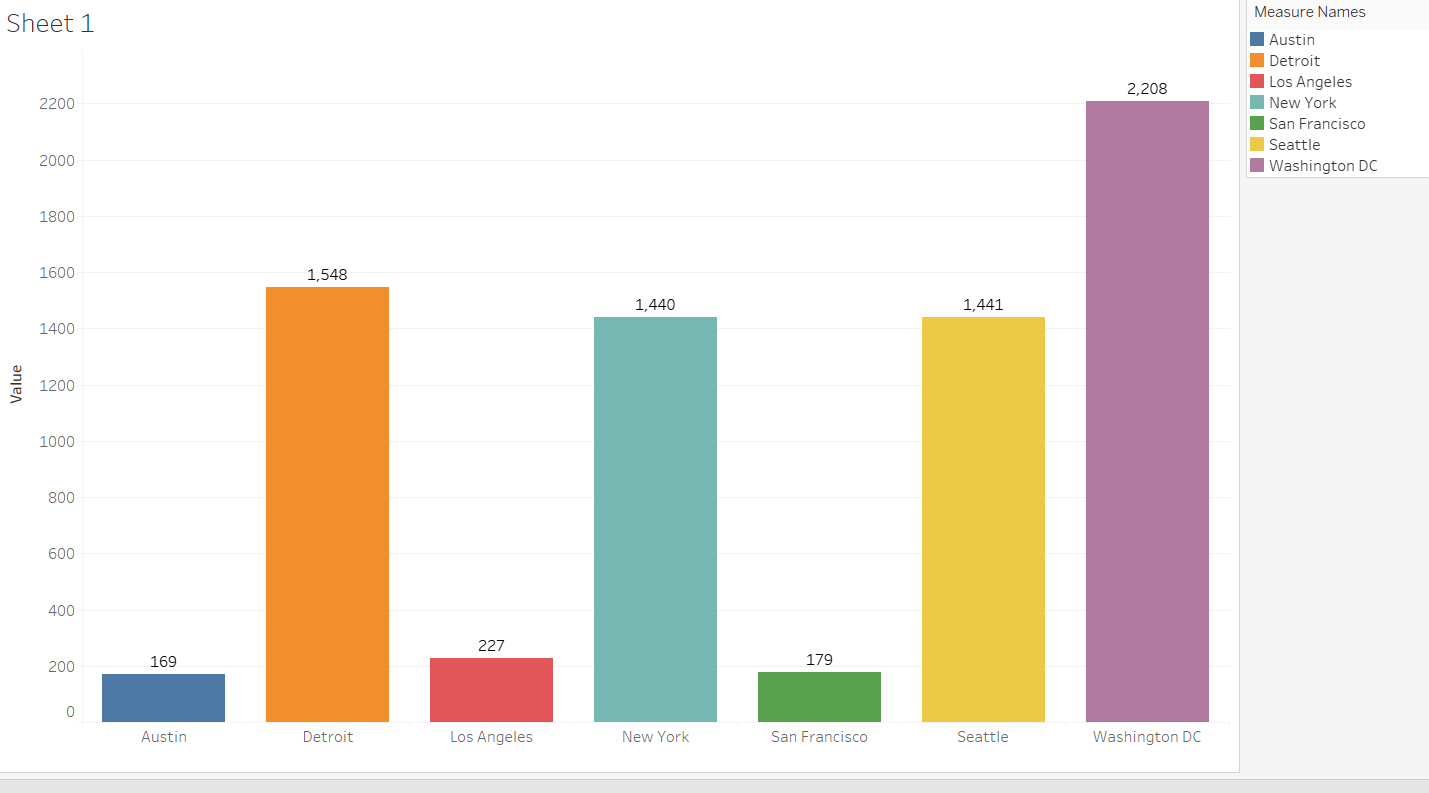 Sheet 1
Measure Names
Austin
Detroit
Los Angeles
New York
San Francisco
Seattle
Washington DC
Value
2200
2000
1800
1600
1400
1200
1000
800
600
400
200
0
169
1,548
227
1,440
179
1,441
2,208
Austin Detroit Los Angeles New York San Francisco Seattle Washington DC